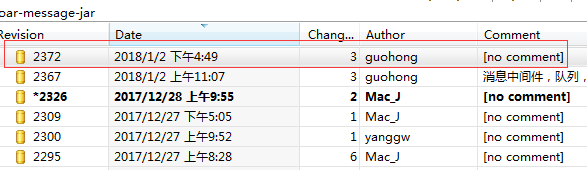 oar-message-jar
Revision Date Chang... Author Comment
2372 2018/1/2 下午4:49 3 guohong [no comment]
2367 2018/1/2 上午11:07 3 guohong 消息中间件，队列，
*2326 2017/12/28 上午9:55 2 Mac_J [no comment]
2309 2017/12/27 下午5:05 1 Mac_J [no comment]
2300 2017/12/27 上午9:52 1 yanggw [no comment]
2295 2017/12/27 上午8:28 6 Mac_J [no comment]